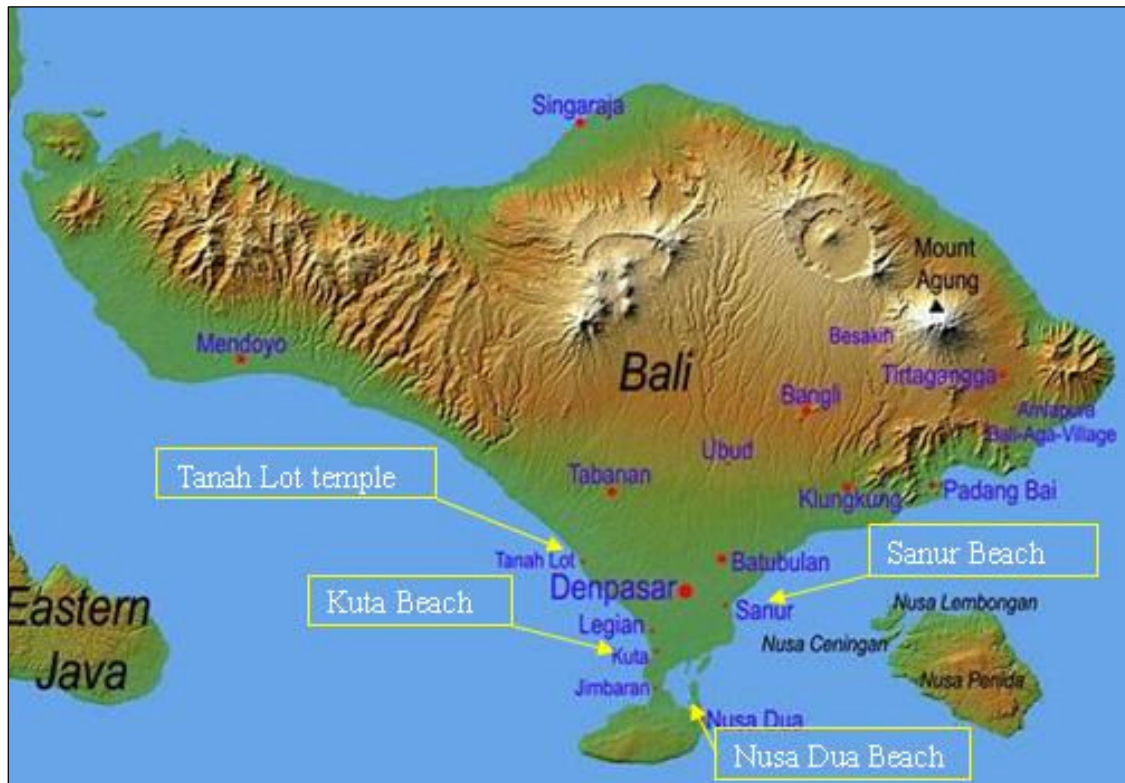 Singaraja
Mount
Agung
Mendoyo
Besakih
Bali
Tirtagangga
Bangli
Amlapura
Bali-Aga-Village
Ubud
Tanah Lot temple
Tabanan
Klungkung
Padang Bai
Tanah Lot
Batubulan
Sanur Beach
Denpasar
Kuta Beach
Sanur
Nusa Lembongan
Eastern
Java
Legian
Nusa Ceningan
Kuta
Jimbaran
Nusa Penida
Nusa Dua
Nusa Dua Beach